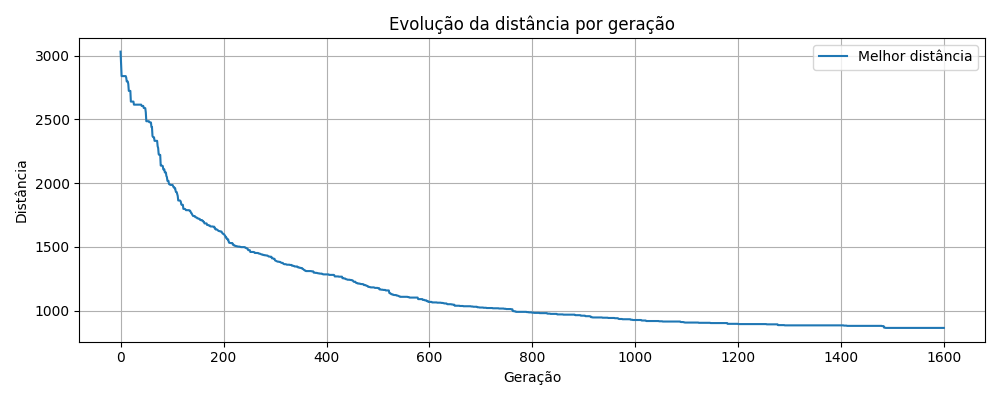 Evolução da distância por geração
Melhor distância
Distância
3000
2500
2000
1500
1000
0 200 400 600 800 1000 1200 1400 1600
Geração